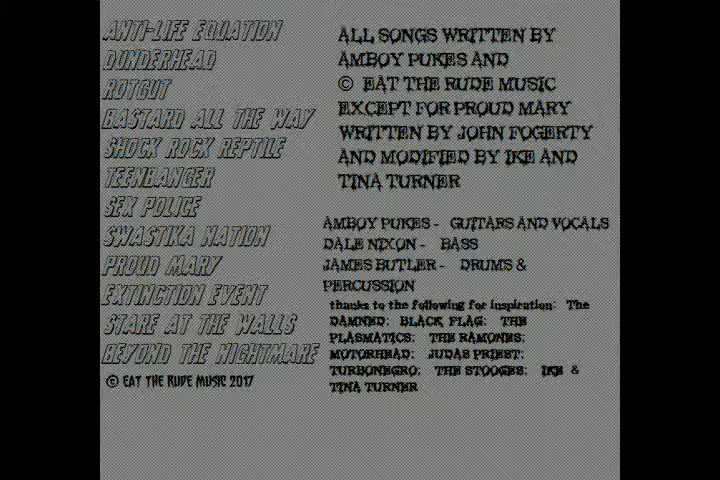 ANTI-LIFE EQUATION
DUNDERHEAD
ROTGUT
BASTARD ALL THE WAY
SHOCK ROCK REPTILE
TEENBANGER
SEX POLICE
SWASTIKA NATION
PROUD MARY
EXTINCTION EVENT
STARE AT THE WALLS
BEYOND THE NIGHTMARE
© EAT THE RUDE MUSIC 2017
ALL SONGS WRITTEN BY
AMBOY PUKES AND
© EAT THE RUDE MUSIC
EXCEPT FOR PROUD MARY
WRITTEN BY JOHN FOGERTY
AND MODIFIED BY IKE AND
TINA TURNER
AMBOY PUKES - GUITARS AND VOCALS
DALE NIXON - BASS
JAMES BUTLER - DRUMS &
PERCUSSION
thanks to the following for inspiration: The
DAMNED; BLACK FLAG; THE
PLASMATICS; THE RAMONES;
MOTORHEAD; JUDAS PRIEST;
TURBONEGRO; THE STOOGES; IKE &
TINA TURNER